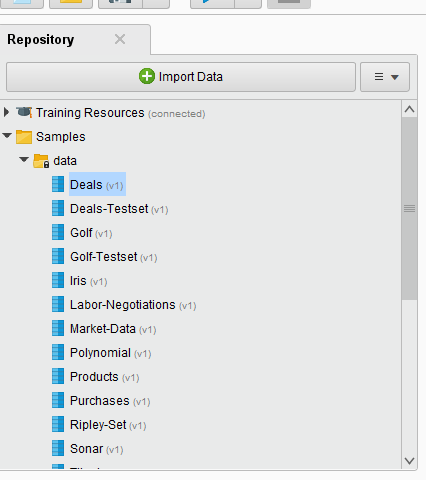 Repository
Import Data
Training Resources (connected)
Samples
data
Deals (v1)
Deals-Testset (v1)
Golf (v1)
Golf-Testset (v1)
Iris (v1)
Labor-Negotiations (v1)
Market-Data (v1)
Polynomial (v1)
Products (v1)
Purchases (v1)
Ripley-Set (v1)
Sonar (v1)